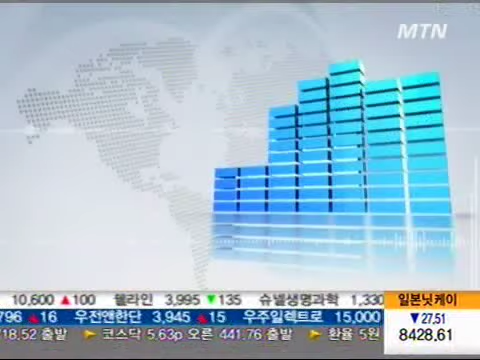 MTN
10,600 ▲100 웰라인 3,995 ▼135 슈넬생명과학 1,330
796 ▲16 우전앤한단 3,945 ▲15 우주일렉트로 15,000
718.52 출발 ▶ 코스닥 5.63p 오른 441.76 출발 ▶ 환율 5원
일본닛케이
▽27.51
8428.61